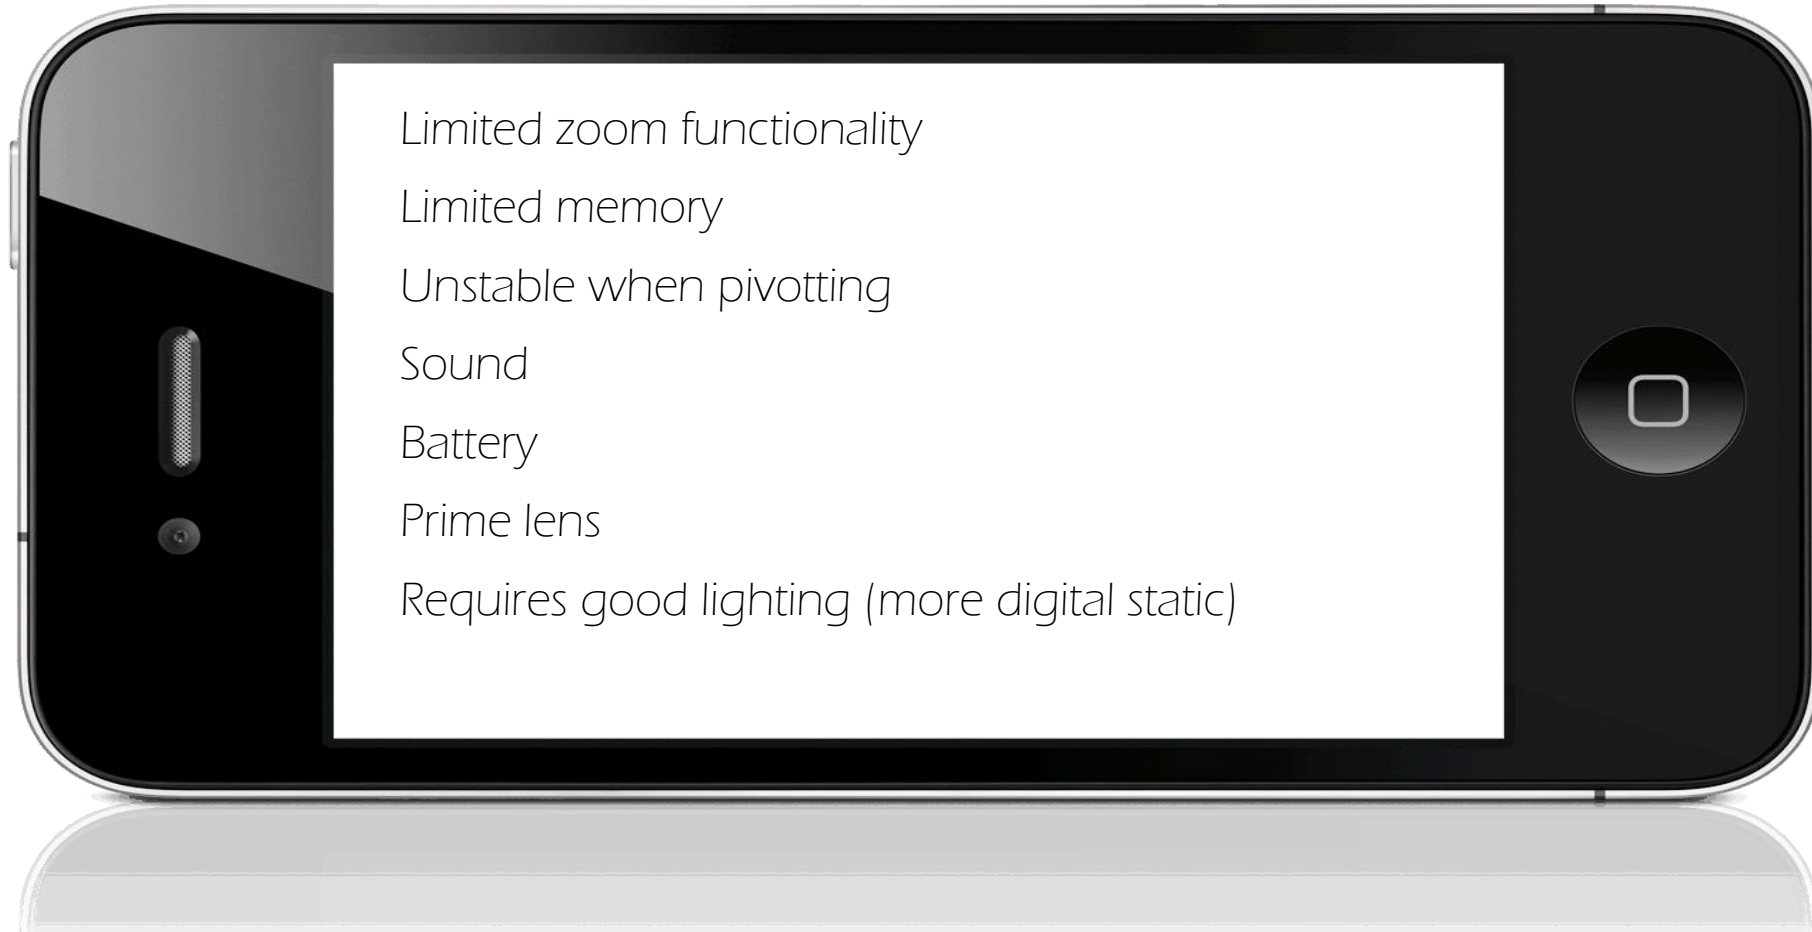 Limited zoom functionality
Limited memory
Unstable when pivotting
Sound
Battery
Prime lens
Requires good lighting (more digital static)